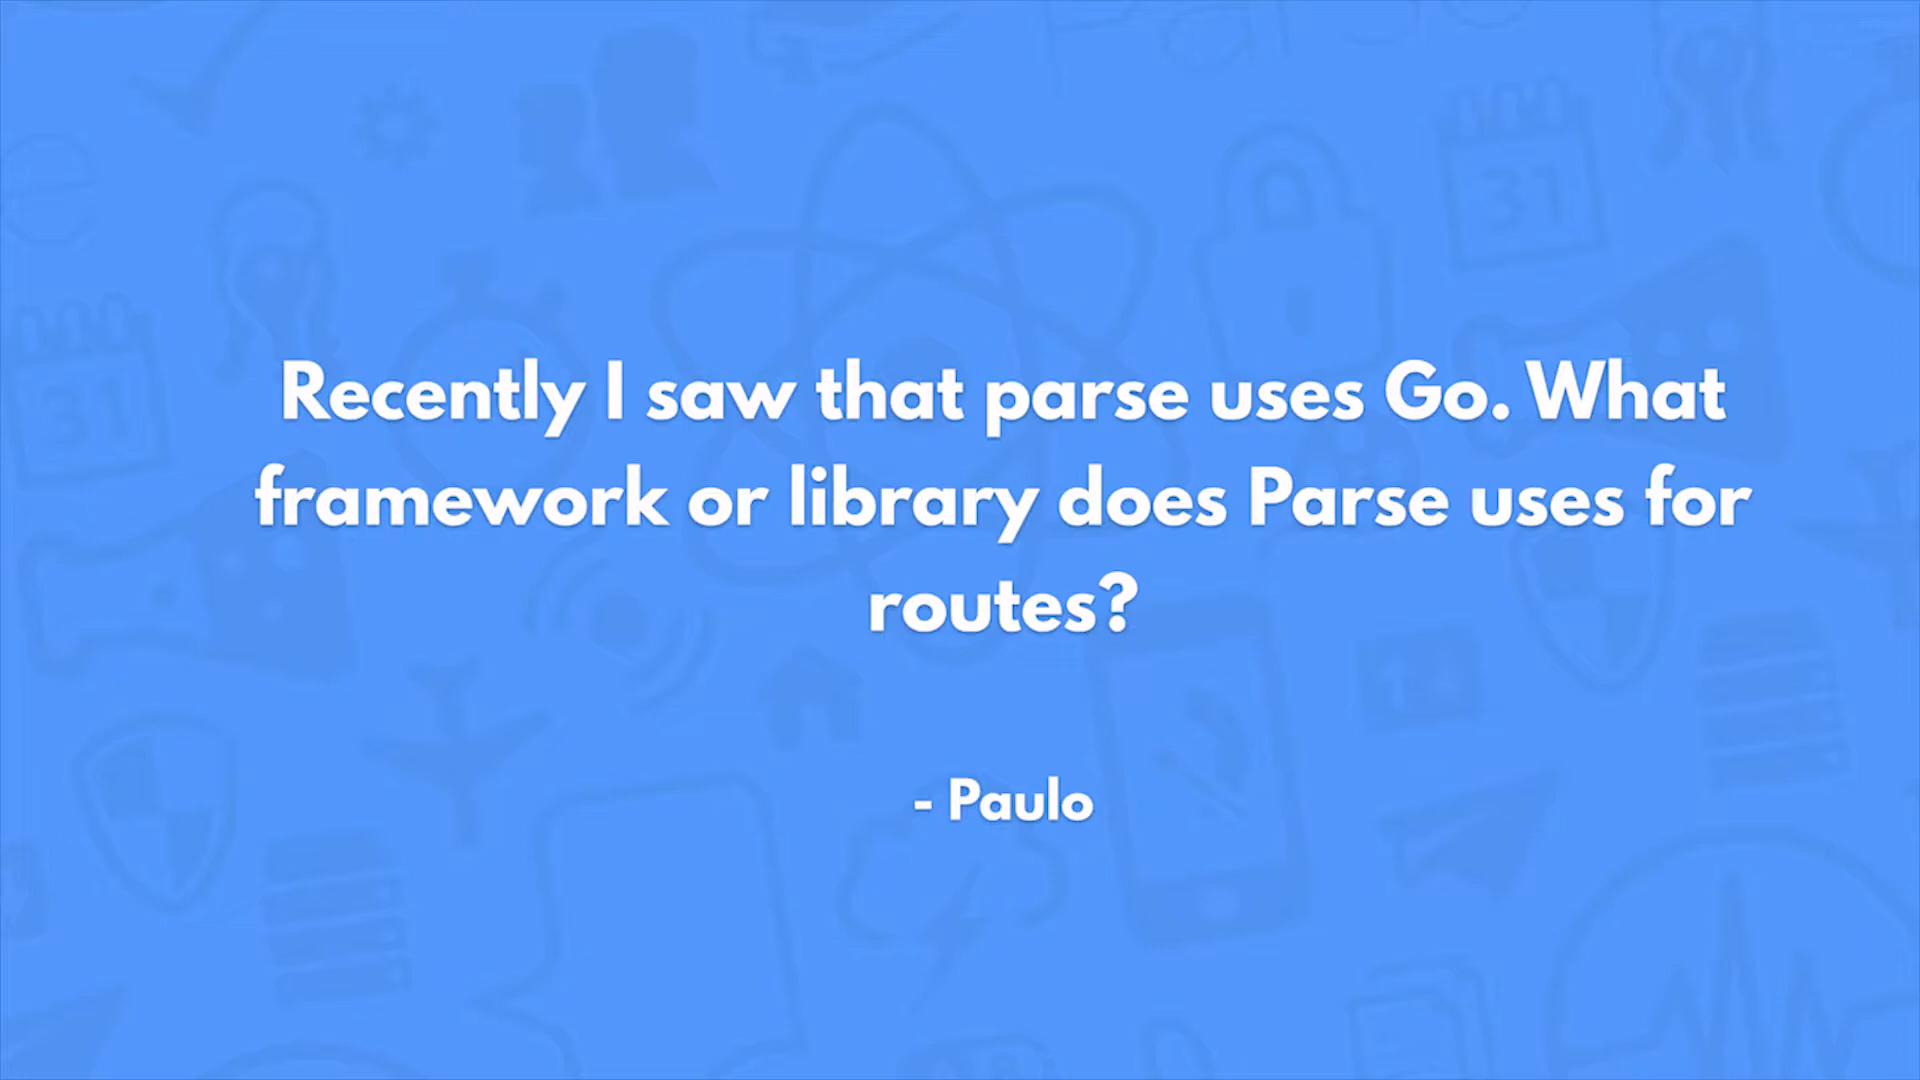 Recently I saw that parse uses Go. What
framework or library does Parse uses for
routes?
- Paulo